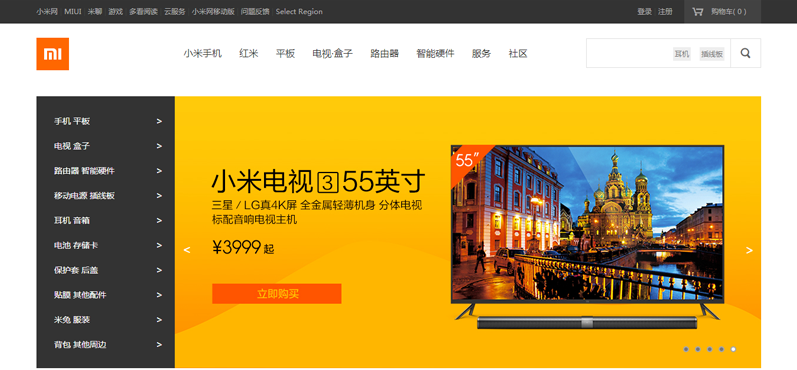 小米网 MIUI 米聊 游戏 多看阅读 云服务 小米网移动版 问题反馈 Select Region 登录 注册 购物车( 0 )
mi 小米手机 红米 平板 电视·盒子 路由器 智能硬件 服务 社区 耳机 插线板
手机 平板 >
电视 盒子 >
路由器 智能硬件 >
移动电源 插线板 >
耳机 音箱 >
电池 存储卡 >
保护套 后盖 >
贴膜 其他配件 >
米兔 服装 >
背包 其他周边 >
小米电视 3 55英寸
三星 / LG真4K屏 全金属轻薄机身 分体电视
标配音响电视主机
¥3999 起
立即购买
< >
55"